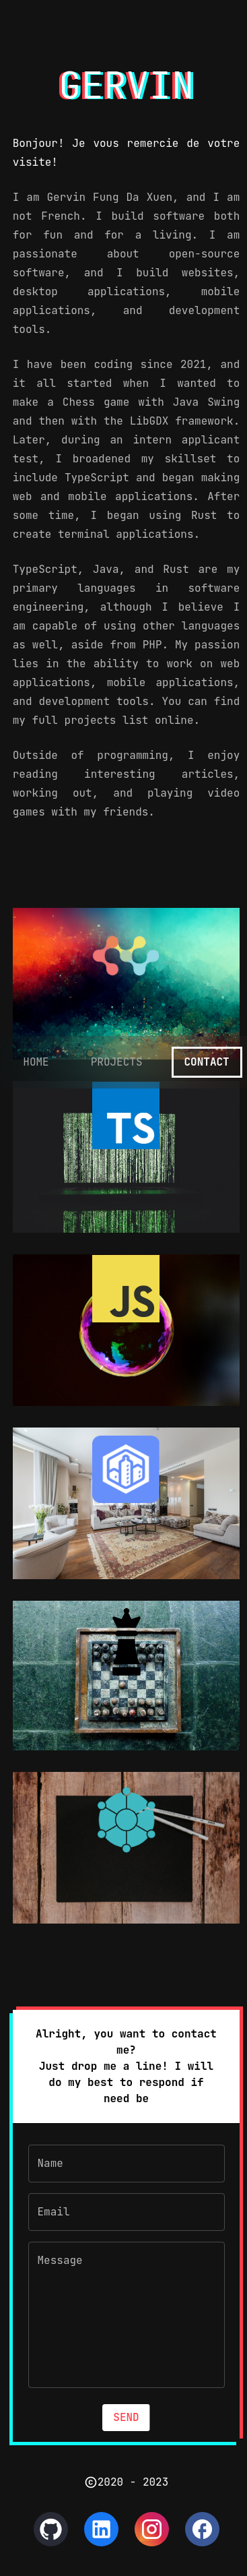 GERVIN
Bonjour! Je vous remercie de votre
visite!
I am Gervin Fung Da Xuen, and I am
not French. I build software both
for fun and for a living. I am
passionate about open-source
software, and I build websites,
desktop applications, mobile
applications, and development
tools.
I have been coding since 2021, and
it all started when I wanted to
make a Chess game with Java Swing
and then with the LibGDX framework.
Later, during an intern applicant
test, I broadened my skillset to
include TypeScript and began making
web and mobile applications. After
some time, I began using Rust to
create terminal applications.
TypeScript, Java, and Rust are my
primary languages in software
engineering, although I believe I
am capable of using other languages
as well, aside from PHP. My passion
lies in the ability to work on web
applications, mobile applications,
and development tools. You can find
my full projects list online.
Outside of programming, I enjoy
reading interesting articles,
working out, and playing video
games with my friends.
HOME PROJECTS CONTACT
TS
JS
Alright, you want to contact
me?
Just drop me a line! I will
do my best to respond if
need be
Name
Email
Message
SEND
©2020 - 2023
in